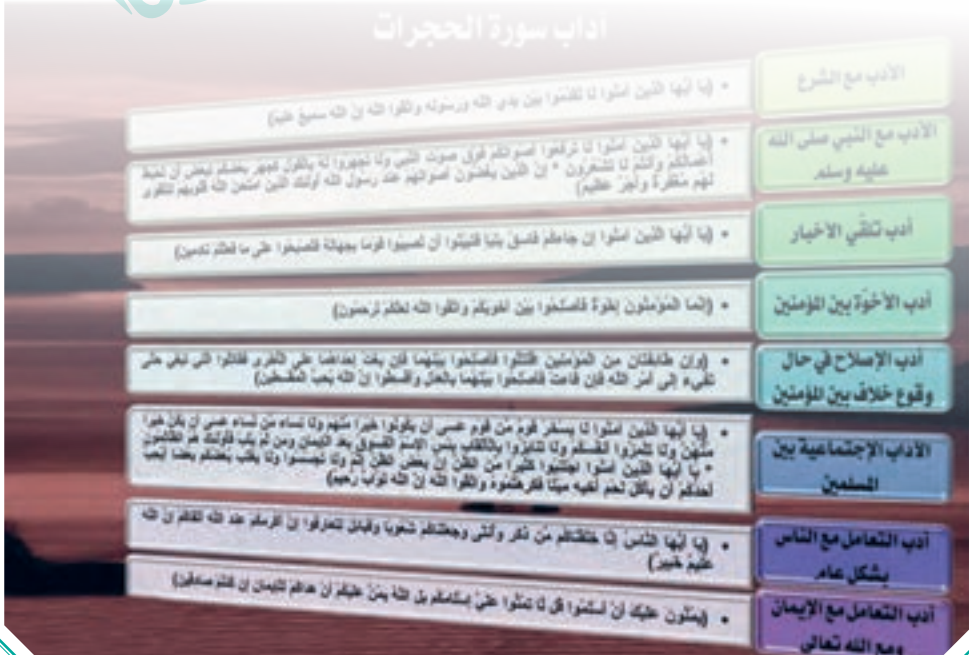 آداب سورة الحجرات
الأدب مع الشرع
• (يا أيها الذين آمنوا لا تقدموا بين يدي الله ورسوله واتقوا الله إن الله سميع عليم)
الأدب مع النبي صلى الله
عليه وسلم
• (يا أيها الذين آمنوا لا ترفعوا أصواتكم فوق صوت النبي ولا تجهروا له بالقول كجهر بعضكم لبعض أن تحبط
أعمالكم وأنتم لا تشعرون * إن الذين يغضون أصواتهم عند رسول الله أولئك الذين امتحن الله قلوبهم للتقوى
لهم مغفرة وأجر عظيم)
أدب تلقّي الأخبار
• (يا أيها الذين آمنوا إن جاءكم فاسق بنبأ فتبينوا أن تصيبوا قوما بجهالة فتصبحوا على ما فعلتم نادمين)
أدب الأخوّة بين المؤمنين
• (إنما المؤمنون إخوة فأصلحوا بين أخويكم واتقوا الله لعلكم ترحمون)
أدب الإصلاح في حال
وقوع خلاف بين المؤمنين
• (وإن طائفتان من المؤمنين اقتتلوا فأصلحوا بينهما فإن بغت إحداهما على الأخرى فقاتلوا التي تبغي حتى
تفيء إلى أمر الله فإن فاءت فأصلحوا بينهما بالعدل وأقسطوا إن الله يحب المقسطين)
الآداب الإجتماعية بين
المسلمين
• (يا أيها الذين آمنوا لا يسخر قوم من قوم عسى أن يكونوا خيرا منهم ولا نساء من نساء عسى أن يكن خيرا
منهن ولا تلمزوا أنفسكم ولا تنابزوا بالألقاب بئس الاسم الفسوق بعد الإيمان ومن لم يتب فأولئك هم الظالمون
* يا أيها الذين آمنوا اجتنبوا كثيرا من الظن إن بعض الظن إثم ولا تجسسوا ولا يغتب بعضكم بعضا أيحب
أحدكم أن يأكل لحم أخيه ميتا فكرهتموه واتقوا الله إن الله تواب رحيم)
أدب التعامل مع الناس
بشكل عام
• (يا أيها الناس إنا خلقناكم من ذكر وأنثى وجعلناكم شعوبا وقبائل لتعارفوا إن أكرمكم عند الله أتقاكم إن الله
عليم خبير)
أدب التعامل مع الإيمان
ومع الله تعالى
• (يمنون عليك أن أسلموا قل لا تمنوا علي إسلامكم بل الله يمن عليكم أن هداكم للإيمان إن كنتم صادقين)